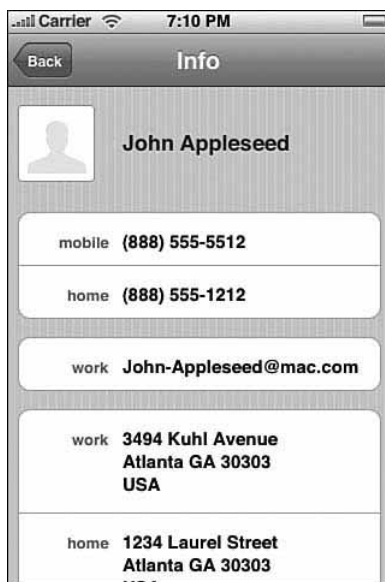 Carrier 7:10 PM
Back Info
John Appleseed
mobile (888) 555-5512
home (888) 555-1212
work John-Appleseed@mac.com
work 3494 Kuhl Avenue
Atlanta GA 30303
USA
home 1234 Laurel Street
Atlanta GA 30303